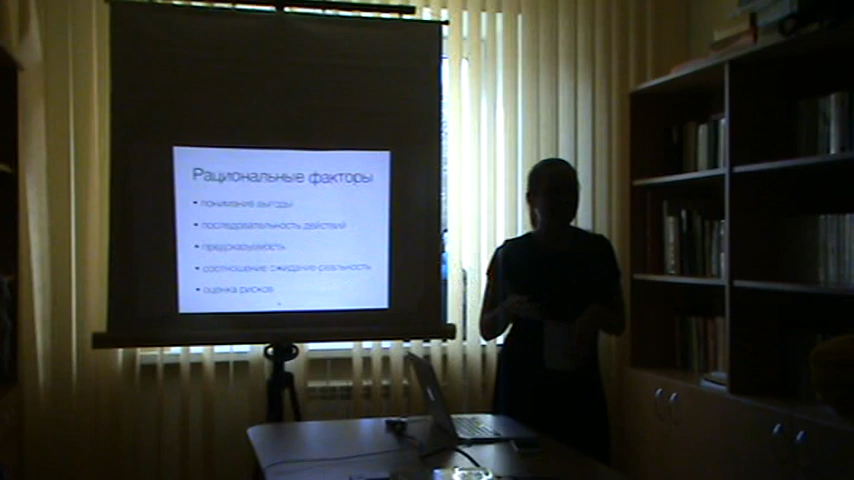 Рациональные факторы
• понимание выгоды
• последовательность действий
• предсказуемость
• соотношение ожидание-реальность
• оценка рисков